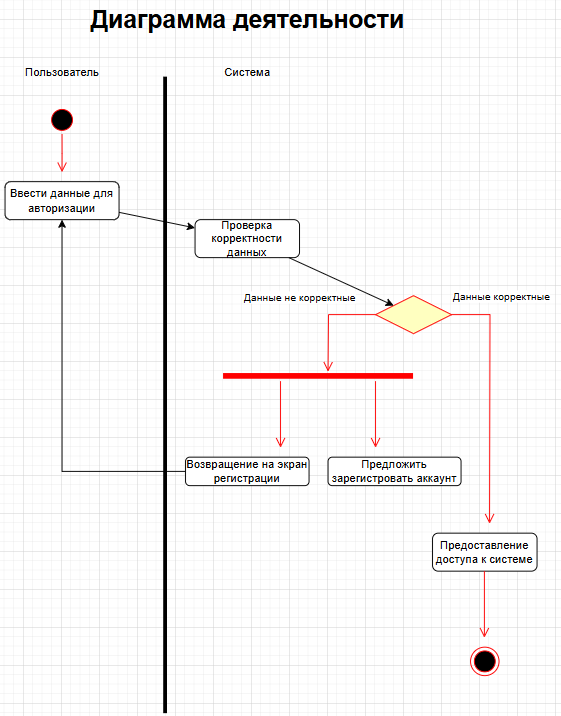 Диаграмма деятельности
Пользователь
Система
Ввести данные для
авторизации
Проверка
корректности
данных
Данные не корректные
Данные корректные
Возвращение на экран
регистрации
Предложить
зарегистровать аккаунт
Предоставление
доступа к системе